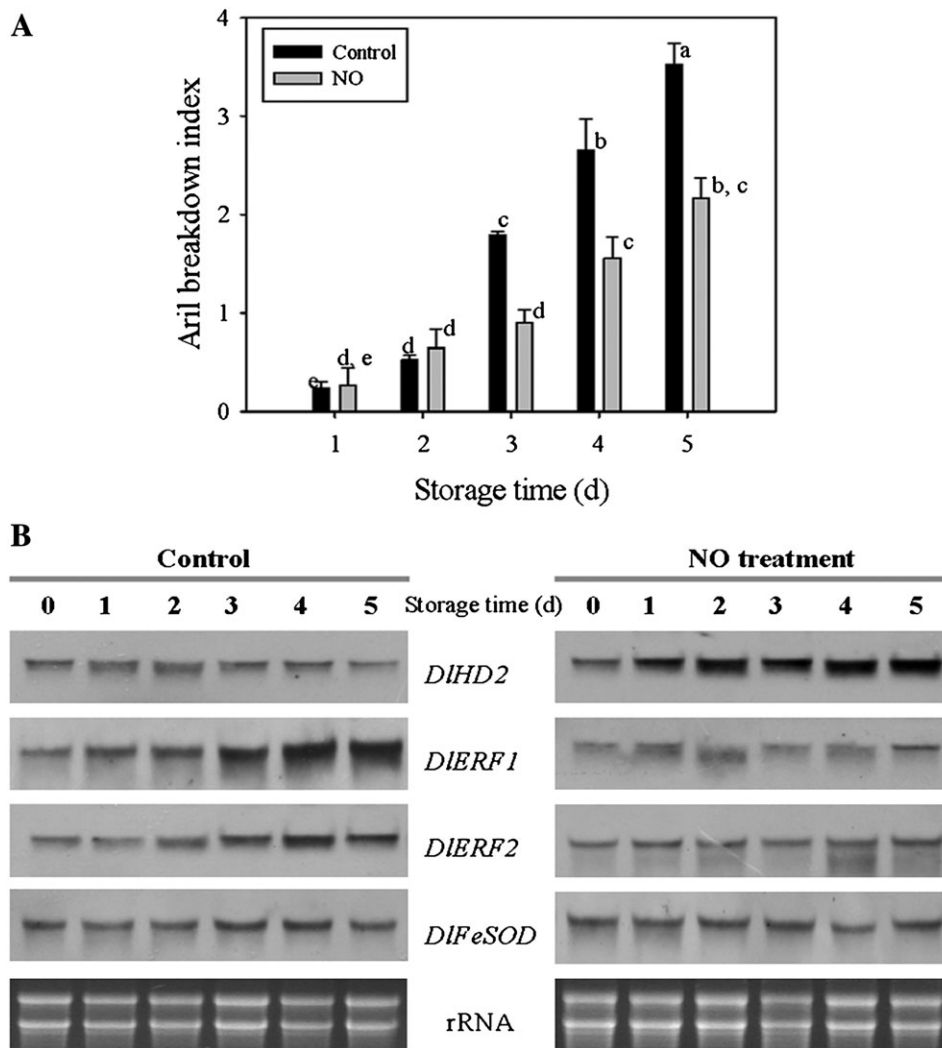 A
4
3
2
1
0
Aril breakdown index
Control
NO
e
d, e
d
d
c
d
b
c
a
b, c
1 2 3 4 5
Storage time (d)
B
Control NO treatment
0 1 2 3 4 5 Storage time (d) 0 1 2 3 4 5
DlHD2
DlERF1
DlERF2
DlFeSOD
rRNA